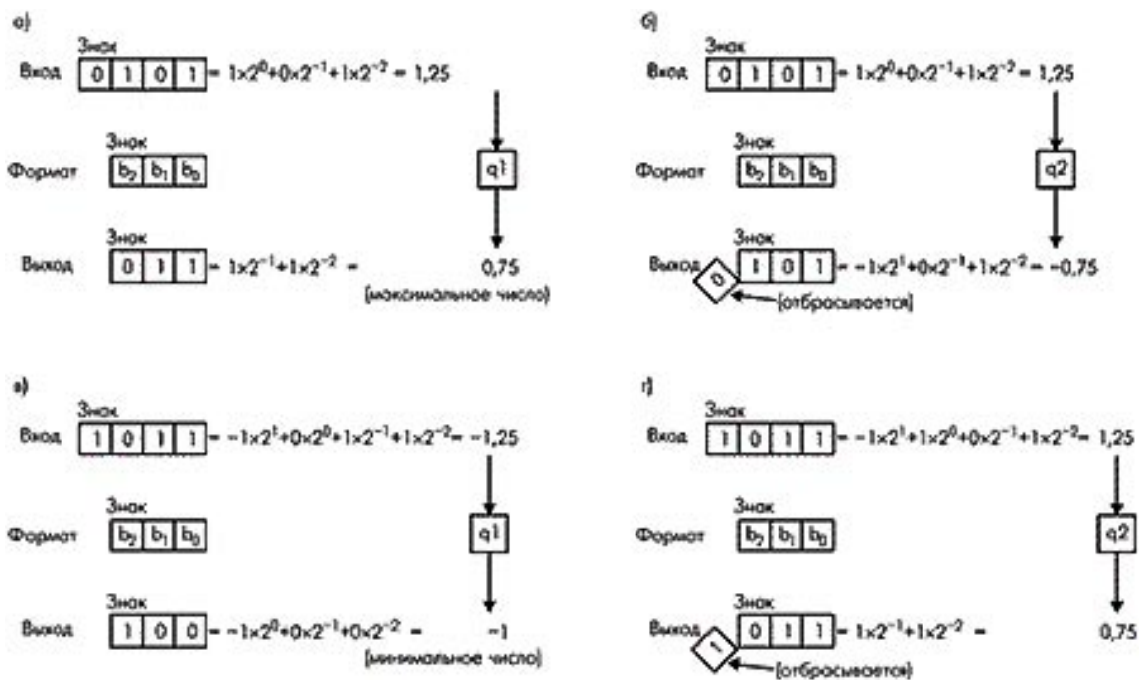 а)
Знак
Вход 0 1 0 1 = 1×2⁰+0×2⁻¹+1×2⁻² = 1,25
Знак
Формат b₂ b₁ b₀ q1
Знак
Выход 0 1 1 = 1×2⁻¹+1×2⁻² = 0,75
(максимальное число)
б)
Знак
Вход 0 1 0 1 = 1×2⁰+0×2⁻¹+1×2⁻² = 1,25
Знак
Формат b₂ b₁ b₀ q2
Знак
Выход 0 1 0 1 = −1×2¹+0×2⁻¹+1×2⁻² = −0,75
(отбрасывается)
в)
Знак
Вход 1 0 1 1 = −1×2¹+0×2⁰+1×2⁻¹+1×2⁻² = −1,25
Знак
Формат b₂ b₁ b₀ q1
Знак
Выход 1 0 0 = −1×2⁰+0×2⁻¹+0×2⁻² = −1
(минимальное число)
г)
Знак
Вход 1 0 1 1 = −1×2¹+1×2⁰+0×2⁻¹+1×2⁻² = 1,25
Знак
Формат b₂ b₁ b₀ q2
Знак
Выход 1 0 1 1 = 1×2⁻¹+1×2⁻² = 0,75
(отбрасывается)